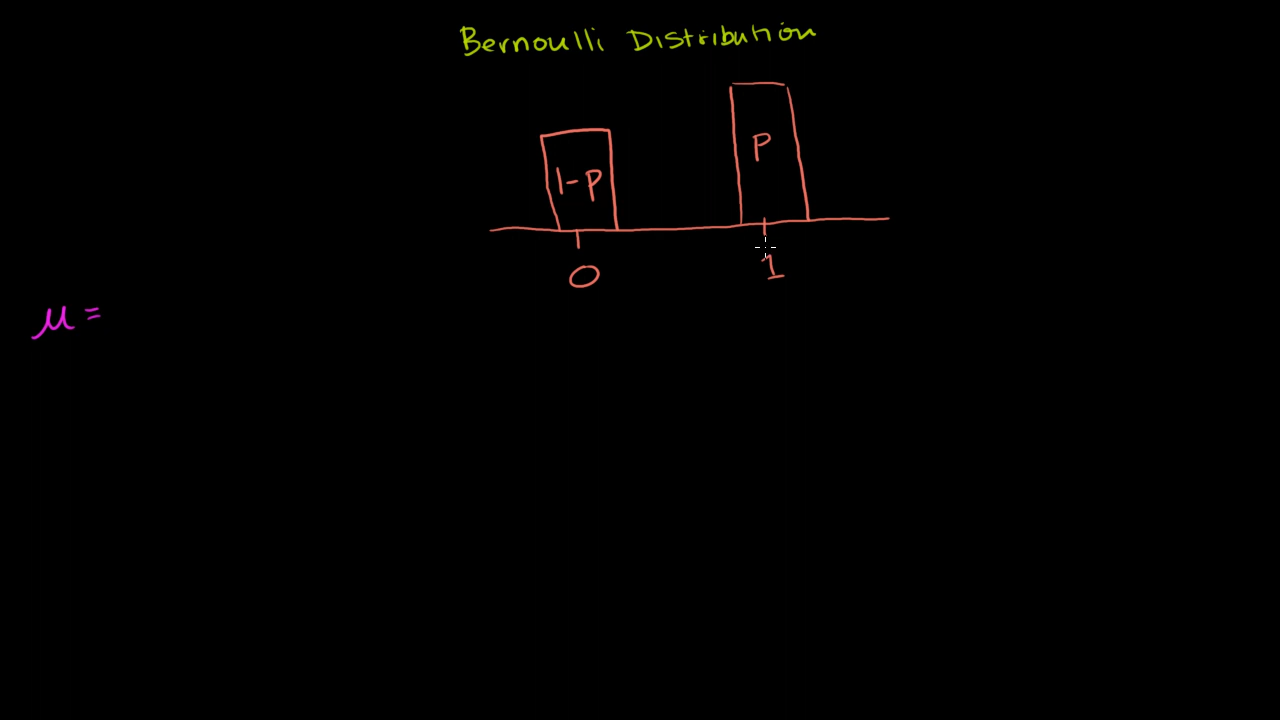 Bernoulli Distribution
1-P P
0 1
μ =